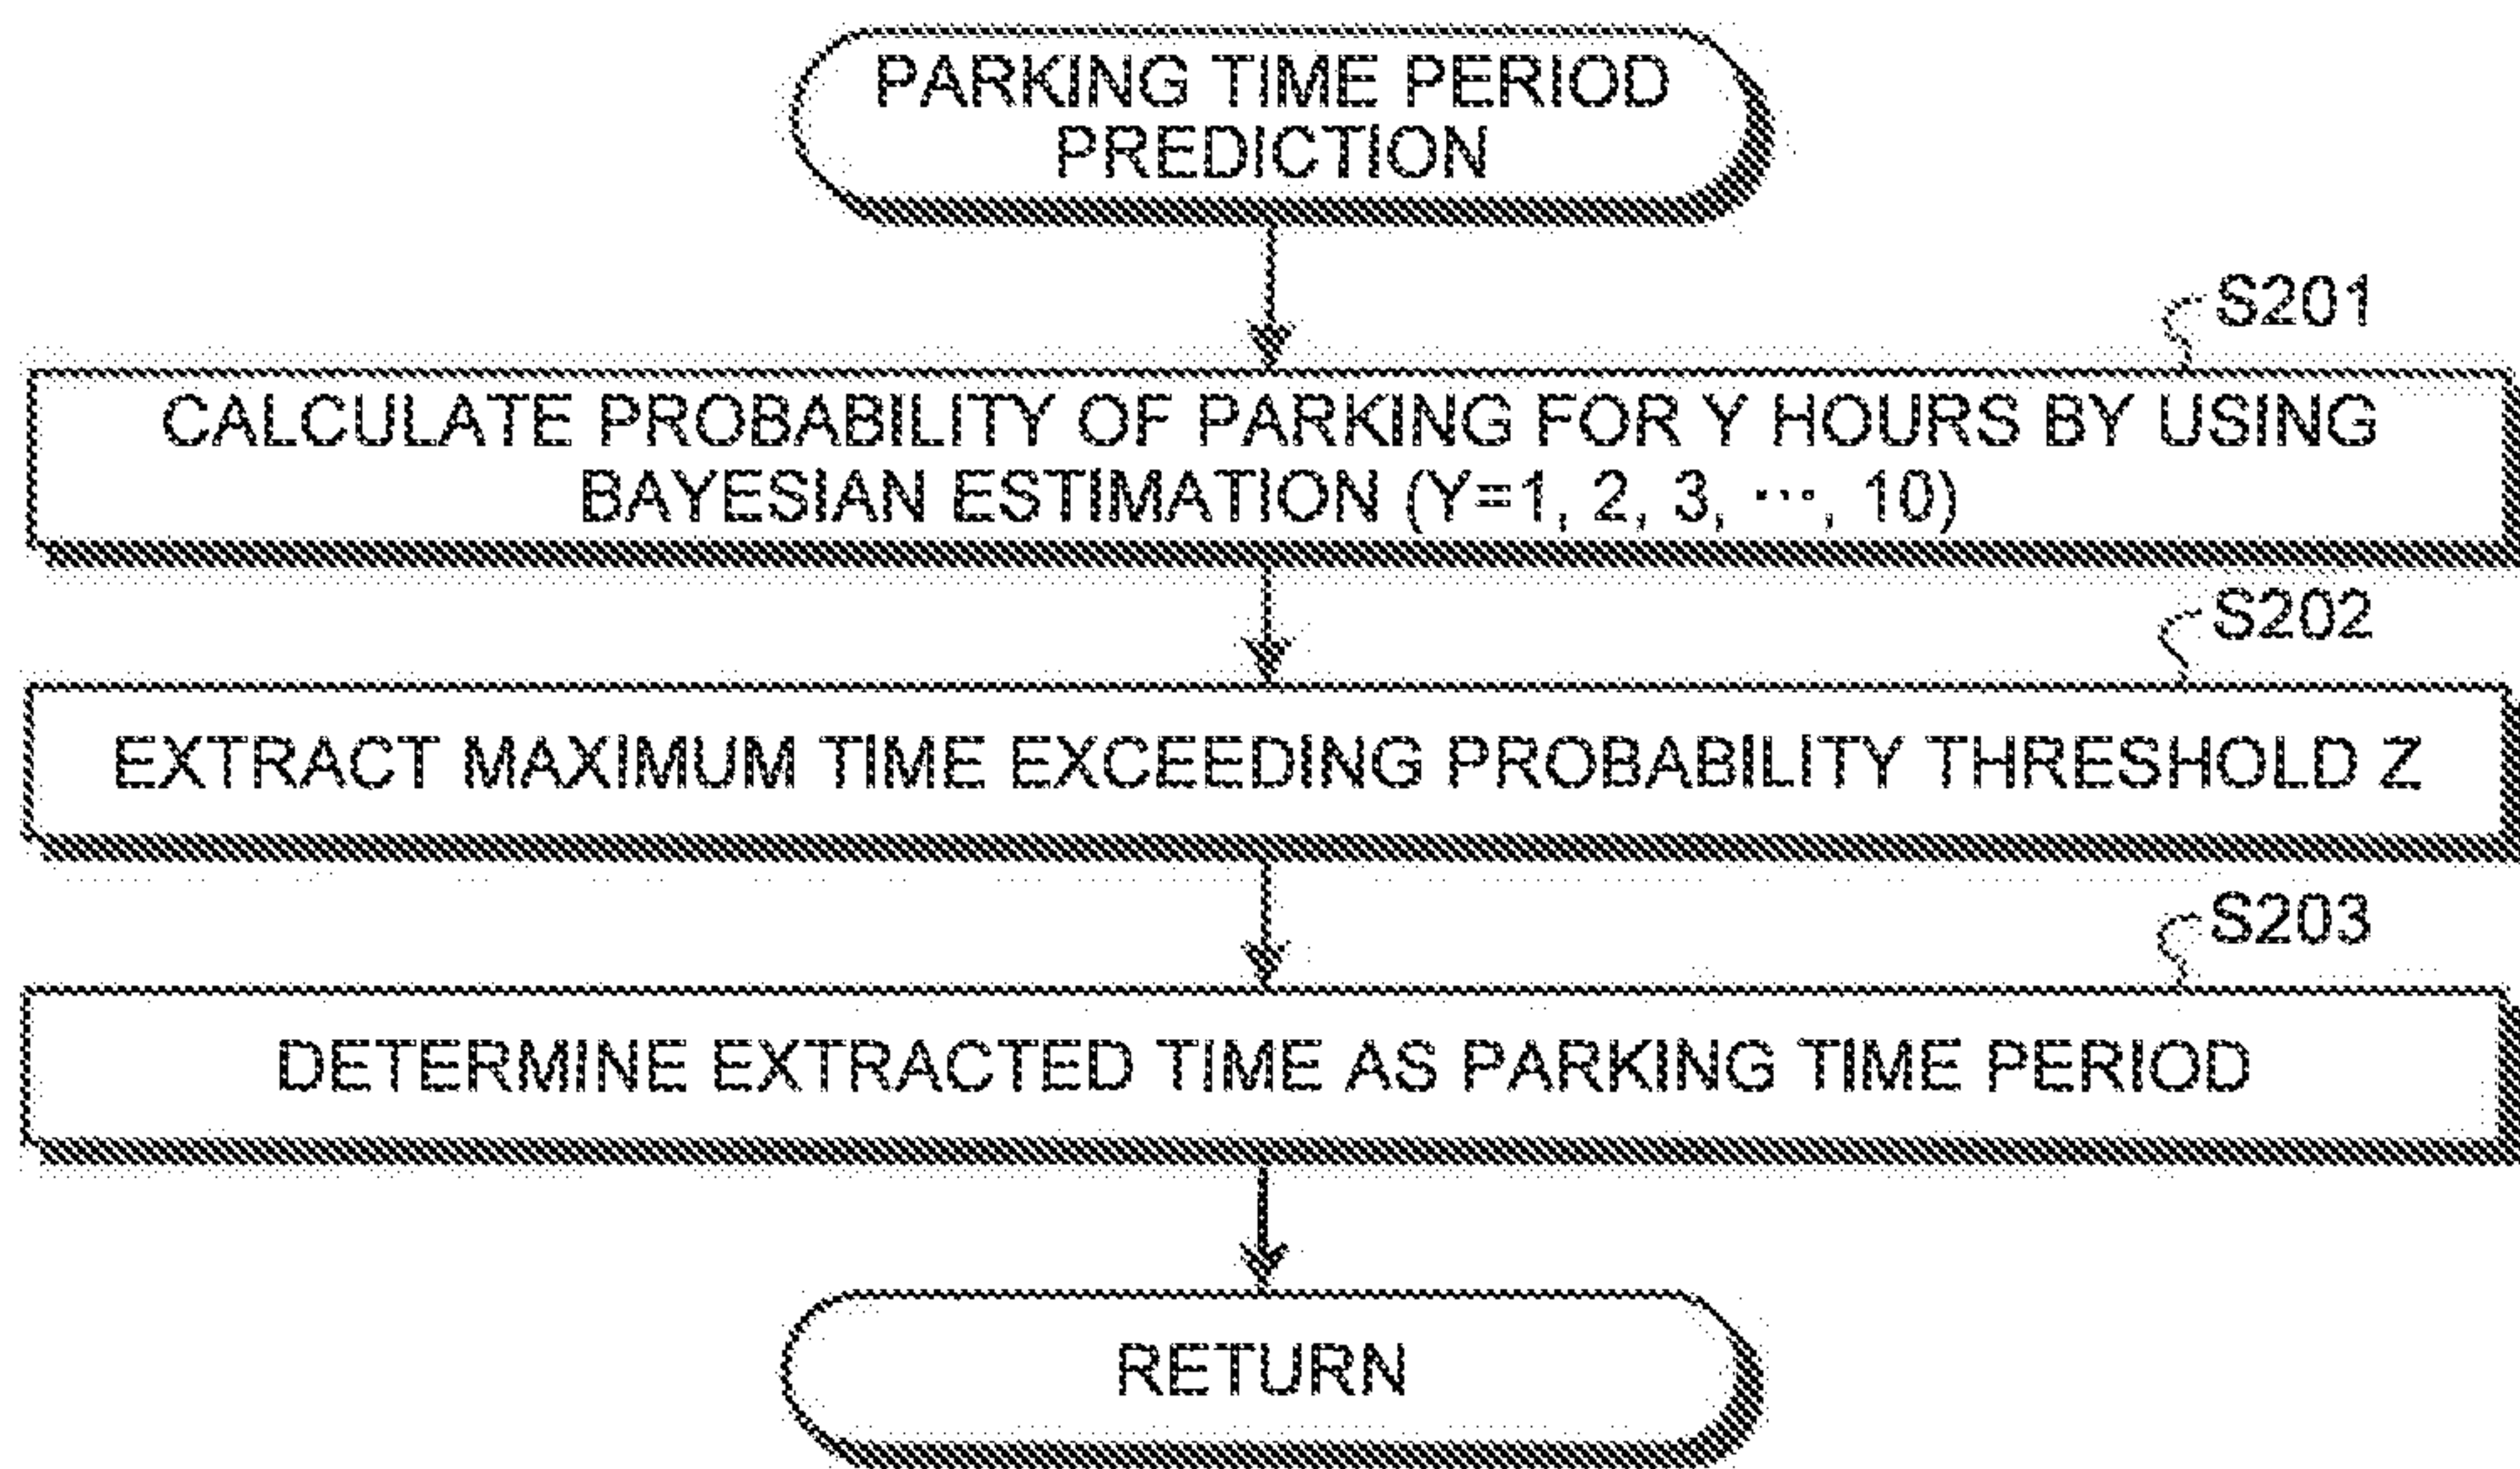 PARKING TIME PERIOD
PREDICTION
S201
CALCULATE PROBABILITY OF PARKING FOR Y HOURS BY USING
BAYESIAN ESTIMATION (Y=1, 2, 3, ⋯, 10)
S202
EXTRACT MAXIMUM TIME EXCEEDING PROBABILITY THRESHOLD Z
S203
DETERMINE EXTRACTED TIME AS PARKING TIME PERIOD
RETURN